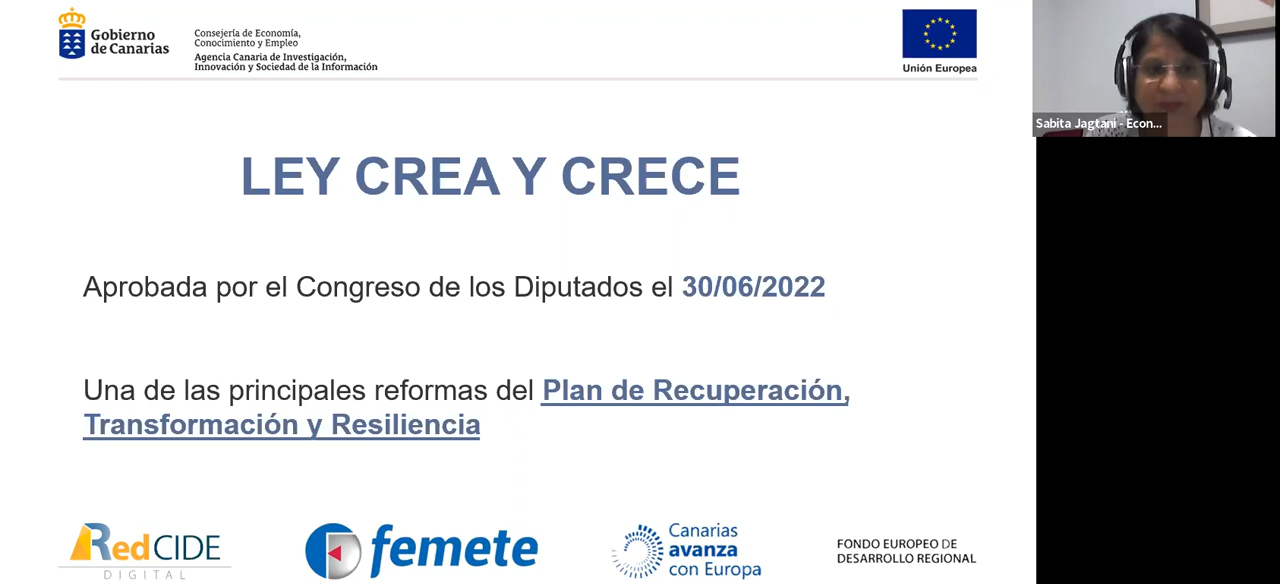 Gobierno
de Canarias
Consejería de Economía,
Conocimiento y Empleo
Agencia Canaria de Investigación,
Innovación y Sociedad de la Información
Unión Europea
Sabita Jagtani - Econ...
LEY CREA Y CRECE
Aprobada por el Congreso de los Diputados el 30/06/2022
Una de las principales reformas del Plan de Recuperación,
Transformación y Resiliencia
RedCIDE
DIGITAL
femete
Canarias
avanza
con Europa
FONDO EUROPEO DE
DESARROLLO REGIONAL